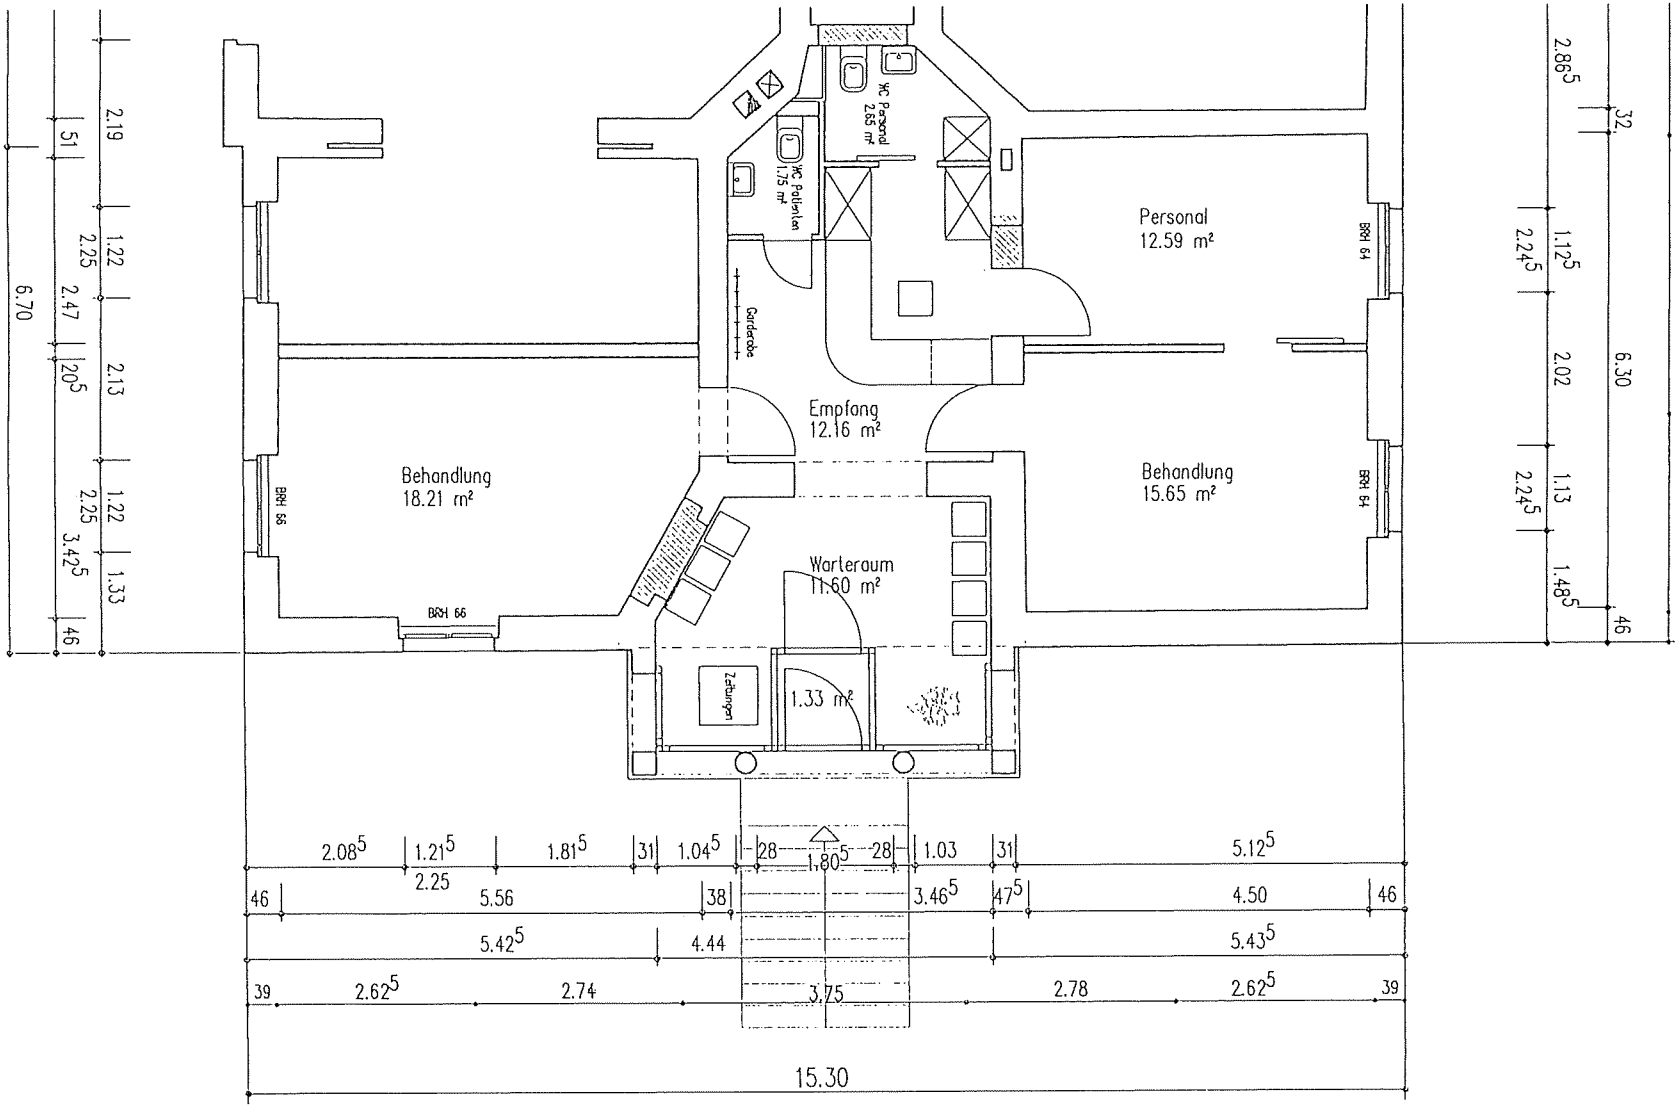 2.86⁵
32
51
2.19
WC Personal
2.65 m²
WC Patienten
1.75 m²
Personal
12.59 m²
BRH 64
1.22
2.25
1.12⁵
2.24⁵
6.70
2.47
Garderobe
20⁵
2.13
2.02
6.30
Empfang
12.16 m²
Behandlung
18.21 m²
Behandlung
15.65 m²
BRH 66
BRH 64
1.22
2.25
1.13
2.24⁵
3.42⁵
1.33
Warteraum
11.60 m²
1.48⁵
BRH 66
46
46
Zeitungen
1.33 m²
2.08⁵
1.21⁵
1.81⁵
31
1.04⁵
28
1.80⁵
28
1.03
31
5.12⁵
2.25
46
5.56
38
3.46⁵
47⁵
4.50
46
5.42⁵
4.44
5.43⁵
39
2.62⁵
2.74
3.75
2.78
2.62⁵
39
15.30